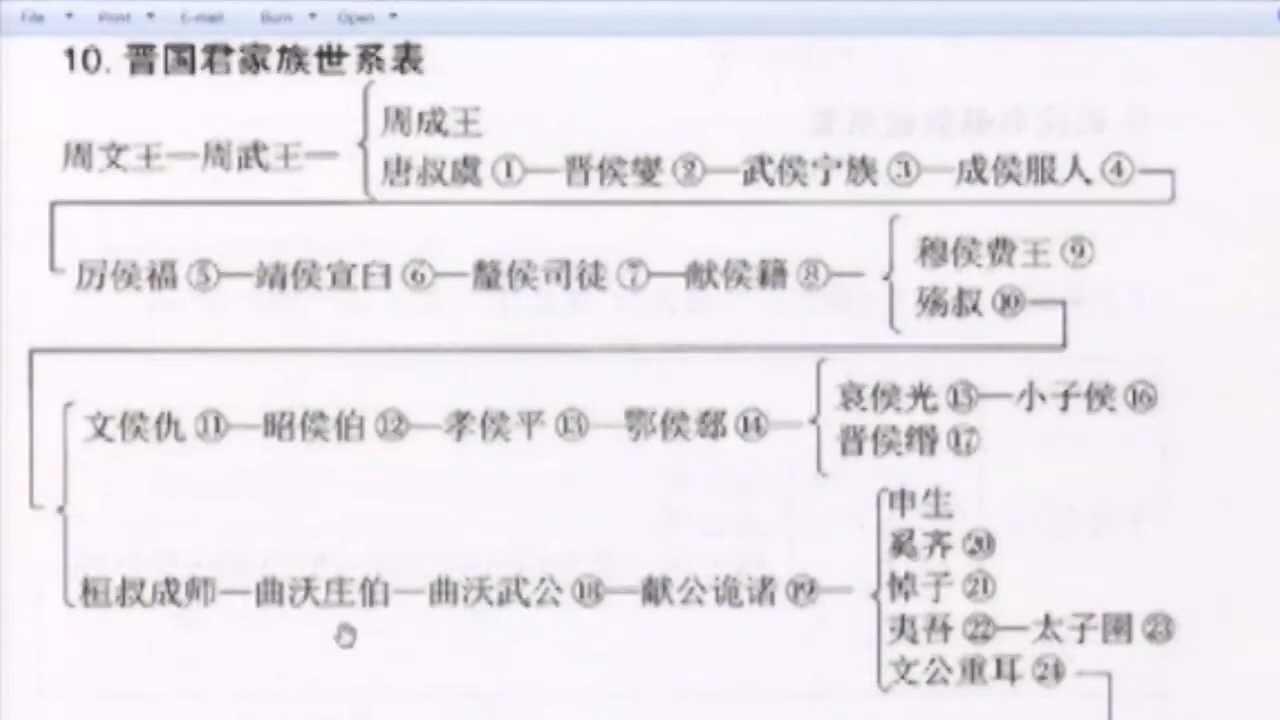 File Print E-mail Burn Open
10. 晋国君家族世系表
周成王
周文王—周武王—
唐叔虞①—晋侯燮②—武侯宁族③—成侯服人④
穆侯费王⑨
厉侯福⑤—靖侯宜臼⑥—釐侯司徒⑦—献侯籍⑧—
殇叔⑩
哀侯光⑮—小子侯⑯
文侯仇⑪—昭侯伯⑫—孝侯平⑬—鄂侯郄⑭—
晋侯缗⑰
申生
奚齐⑳
悼子㉑
桓叔成师—曲沃庄伯—曲沃武公⑱—献公诡诸⑲—
夷吾㉒—太子圉㉓
文公重耳㉔